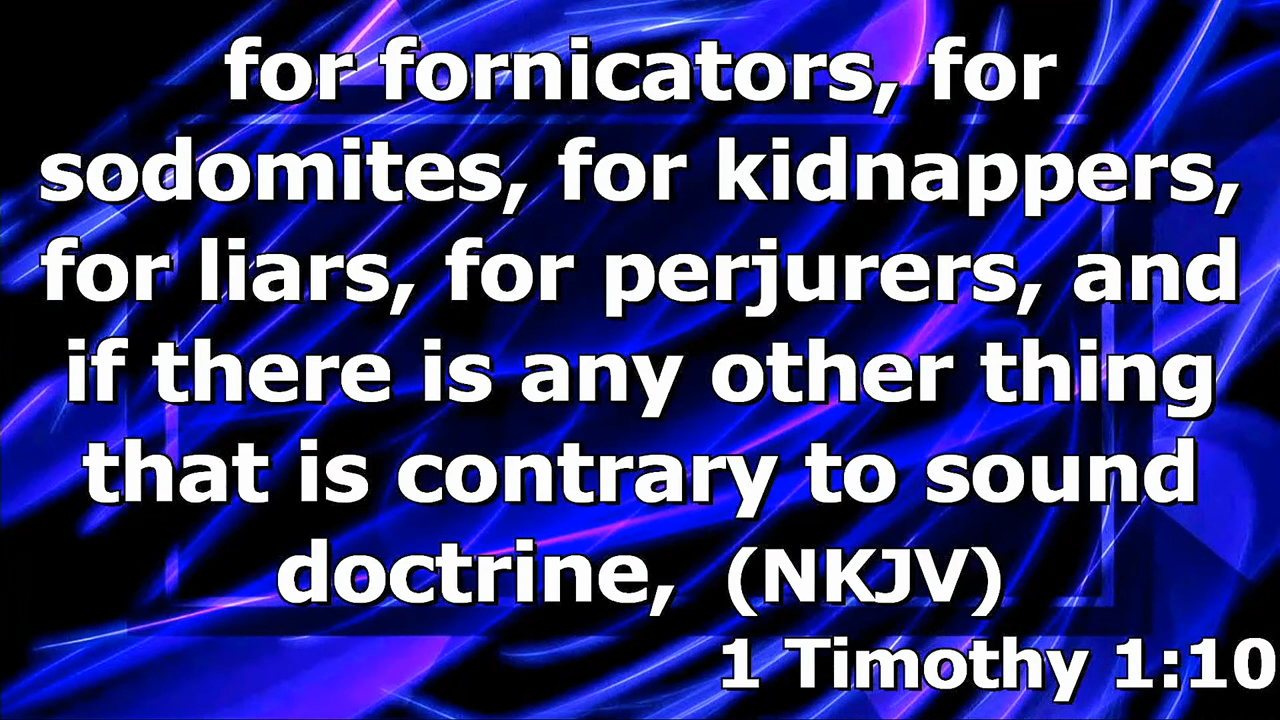 for fornicators, for
sodomites, for kidnappers,
for liars, for perjurers, and
if there is any other thing
that is contrary to sound
doctrine, (NKJV)
1 Timothy 1:10